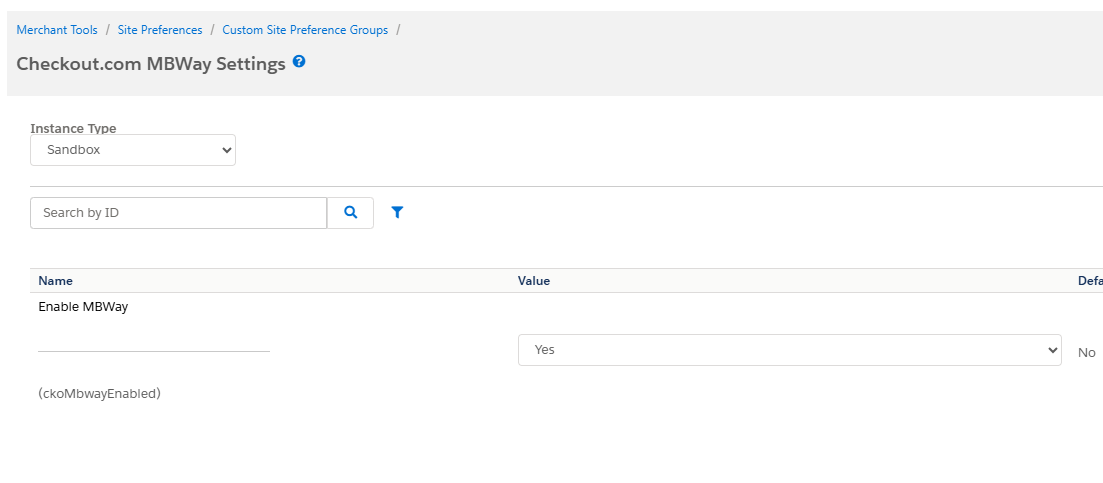 Merchant Tools / Site Preferences / Custom Site Preference Groups /
Checkout.com MBWay Settings ?
Instance Type
Sandbox
Search by ID
Name Value Defa
Enable MBWay
Yes No
(ckoMbwayEnabled)